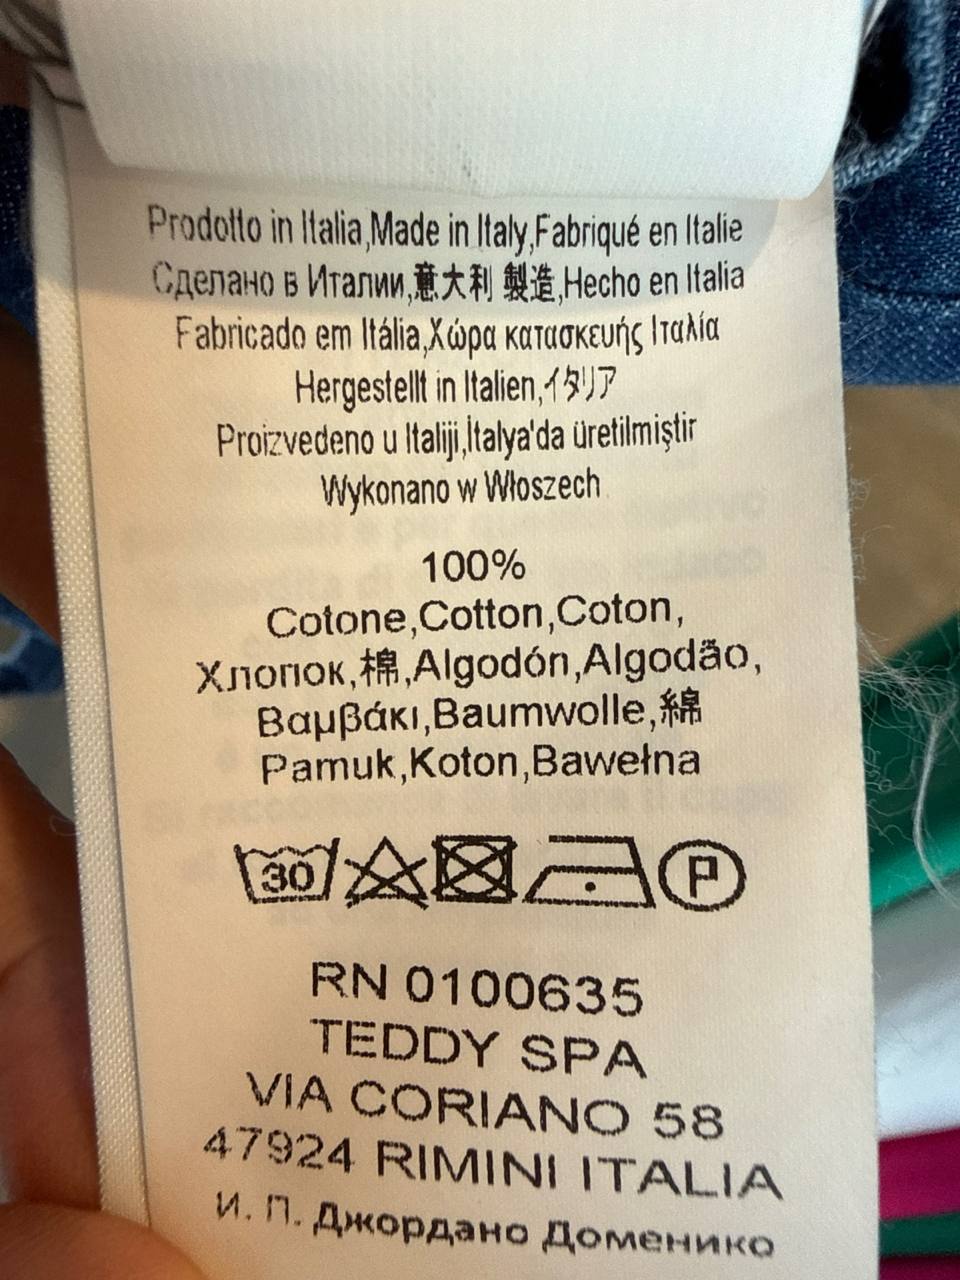 Prodotto in Italia,Made in Italy,Fabriqué en Italie
Сделано в Италии,意大利 製造,Hecho en Italia
Fabricado em Itália,Χώρα κατασκευής Ιταλία
Hergestellt in Italien,イタリア
Proizvedeno u Italiji,İtalya'da üretilmiştir
Wykonano w Włoszech
100%
Cotone,Cotton,Coton,
Хлопок,棉,Algodón,Algodão,
Βαμβάκι,Baumwolle,綿
Pamuk,Koton,Bawełna
30 P
RN 0100635
TEDDY SPA
VIA CORIANO 58
47924 RIMINI ITALIA
И. П. Джордано Доменико